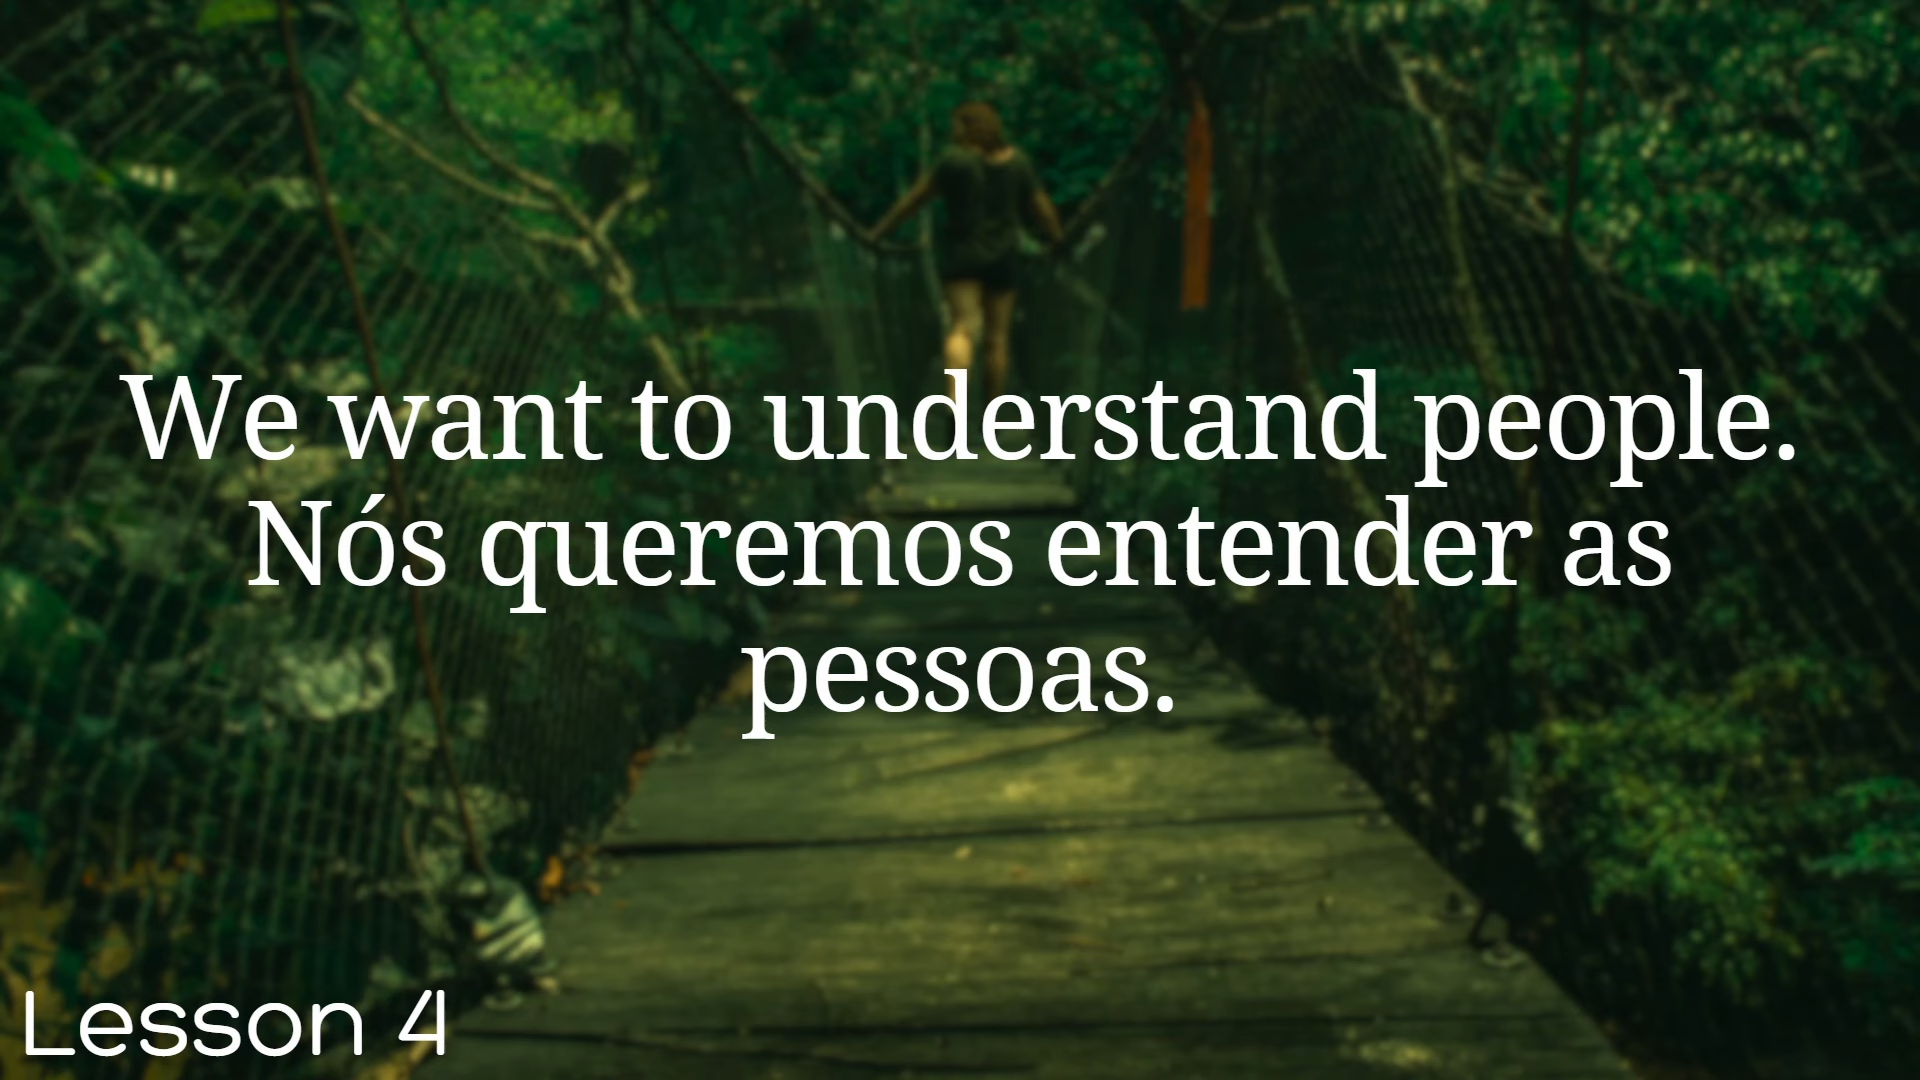 We want to understand people.
Nós queremos entender as
pessoas.
Lesson 4